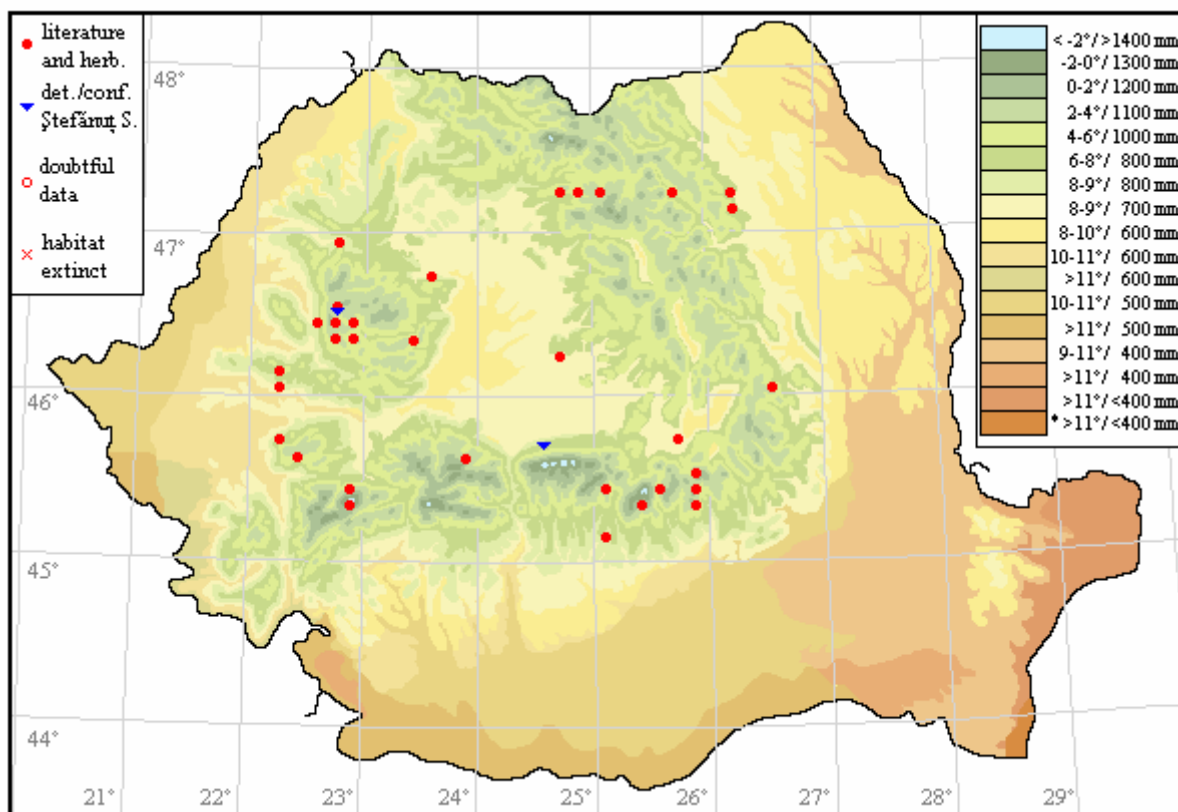 literature
and herb.
det./conf.
Ştefănuţ S.
doubtful
data
habitat
extinct
< -2°/ >1400 mm
-2-0°/ 1300 mm
0-2°/ 1200 mm
2-4°/ 1100 mm
4-6°/ 1000 mm
6-8°/ 800 mm
8-9°/ 800 mm
8-9°/ 700 mm
8-10°/ 600 mm
10-11°/ 600 mm
>11°/ 600 mm
10-11°/ 500 mm
>11°/ 500 mm
9-11°/ 400 mm
>11°/ 400 mm
>11°/ <400 mm
* >11°/ <400 mm
48°
47°
46°
45°
44°
21° 22° 23° 24° 25° 26° 27° 28° 29°